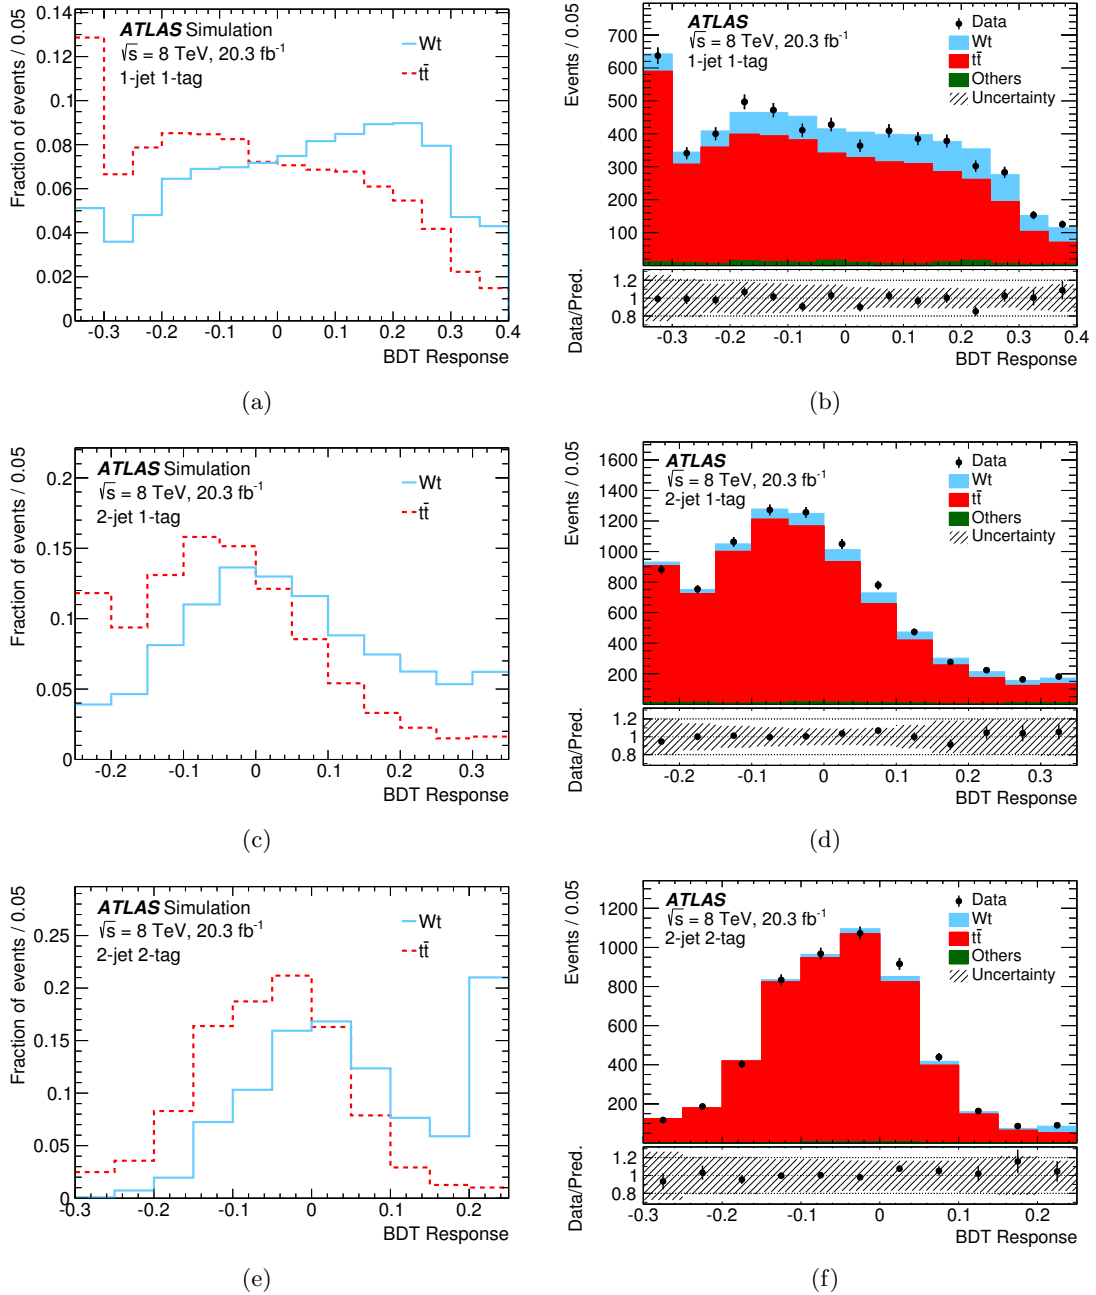 Fraction of events / 0.05
0.14
0.12
0.1
0.08
0.06
0.04
0.02
0
ATLAS Simulation
√s = 8 TeV, 20.3 fb⁻¹
1-jet 1-tag
Wt
tt̄
-0.3 -0.2 -0.1 0 0.1 0.2 0.3 0.4
BDT Response
(a)
Events / 0.05
700
600
500
400
300
200
100
ATLAS
√s = 8 TeV, 20.3 fb⁻¹
1-jet 1-tag
Data
Wt
tt̄
Others
Uncertainty
Data/Pred.
1.2
1
0.8
-0.3 -0.2 -0.1 0 0.1 0.2 0.3 0.4
BDT Response
(b)
Fraction of events / 0.05
0.2
0.15
0.1
0.05
0
ATLAS Simulation
√s = 8 TeV, 20.3 fb⁻¹
2-jet 1-tag
Wt
tt̄
-0.2 -0.1 0 0.1 0.2 0.3
BDT Response
(c)
Events / 0.05
1600
1400
1200
1000
800
600
400
200
ATLAS
√s = 8 TeV, 20.3 fb⁻¹
2-jet 1-tag
Data
Wt
tt̄
Others
Uncertainty
Data/Pred.
1.2
1
0.8
-0.2 -0.1 0 0.1 0.2 0.3
BDT Response
(d)
Fraction of events / 0.05
0.25
0.2
0.15
0.1
0.05
0
ATLAS Simulation
√s = 8 TeV, 20.3 fb⁻¹
2-jet 2-tag
Wt
tt̄
-0.3 -0.2 -0.1 0 0.1 0.2
BDT Response
(e)
Events / 0.05
1200
1000
800
600
400
200
ATLAS
√s = 8 TeV, 20.3 fb⁻¹
2-jet 2-tag
Data
Wt
tt̄
Others
Uncertainty
Data/Pred.
1.2
1
0.8
-0.3 -0.2 -0.1 0 0.1 0.2
BDT Response
(f)